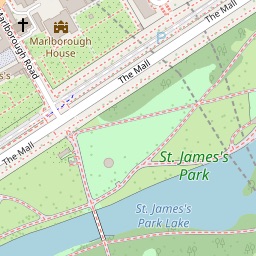 Marlborough
House
Marlborough Road
The Mall
The Mall
The Mall
St. James's
Park
St. James's
Park Lake